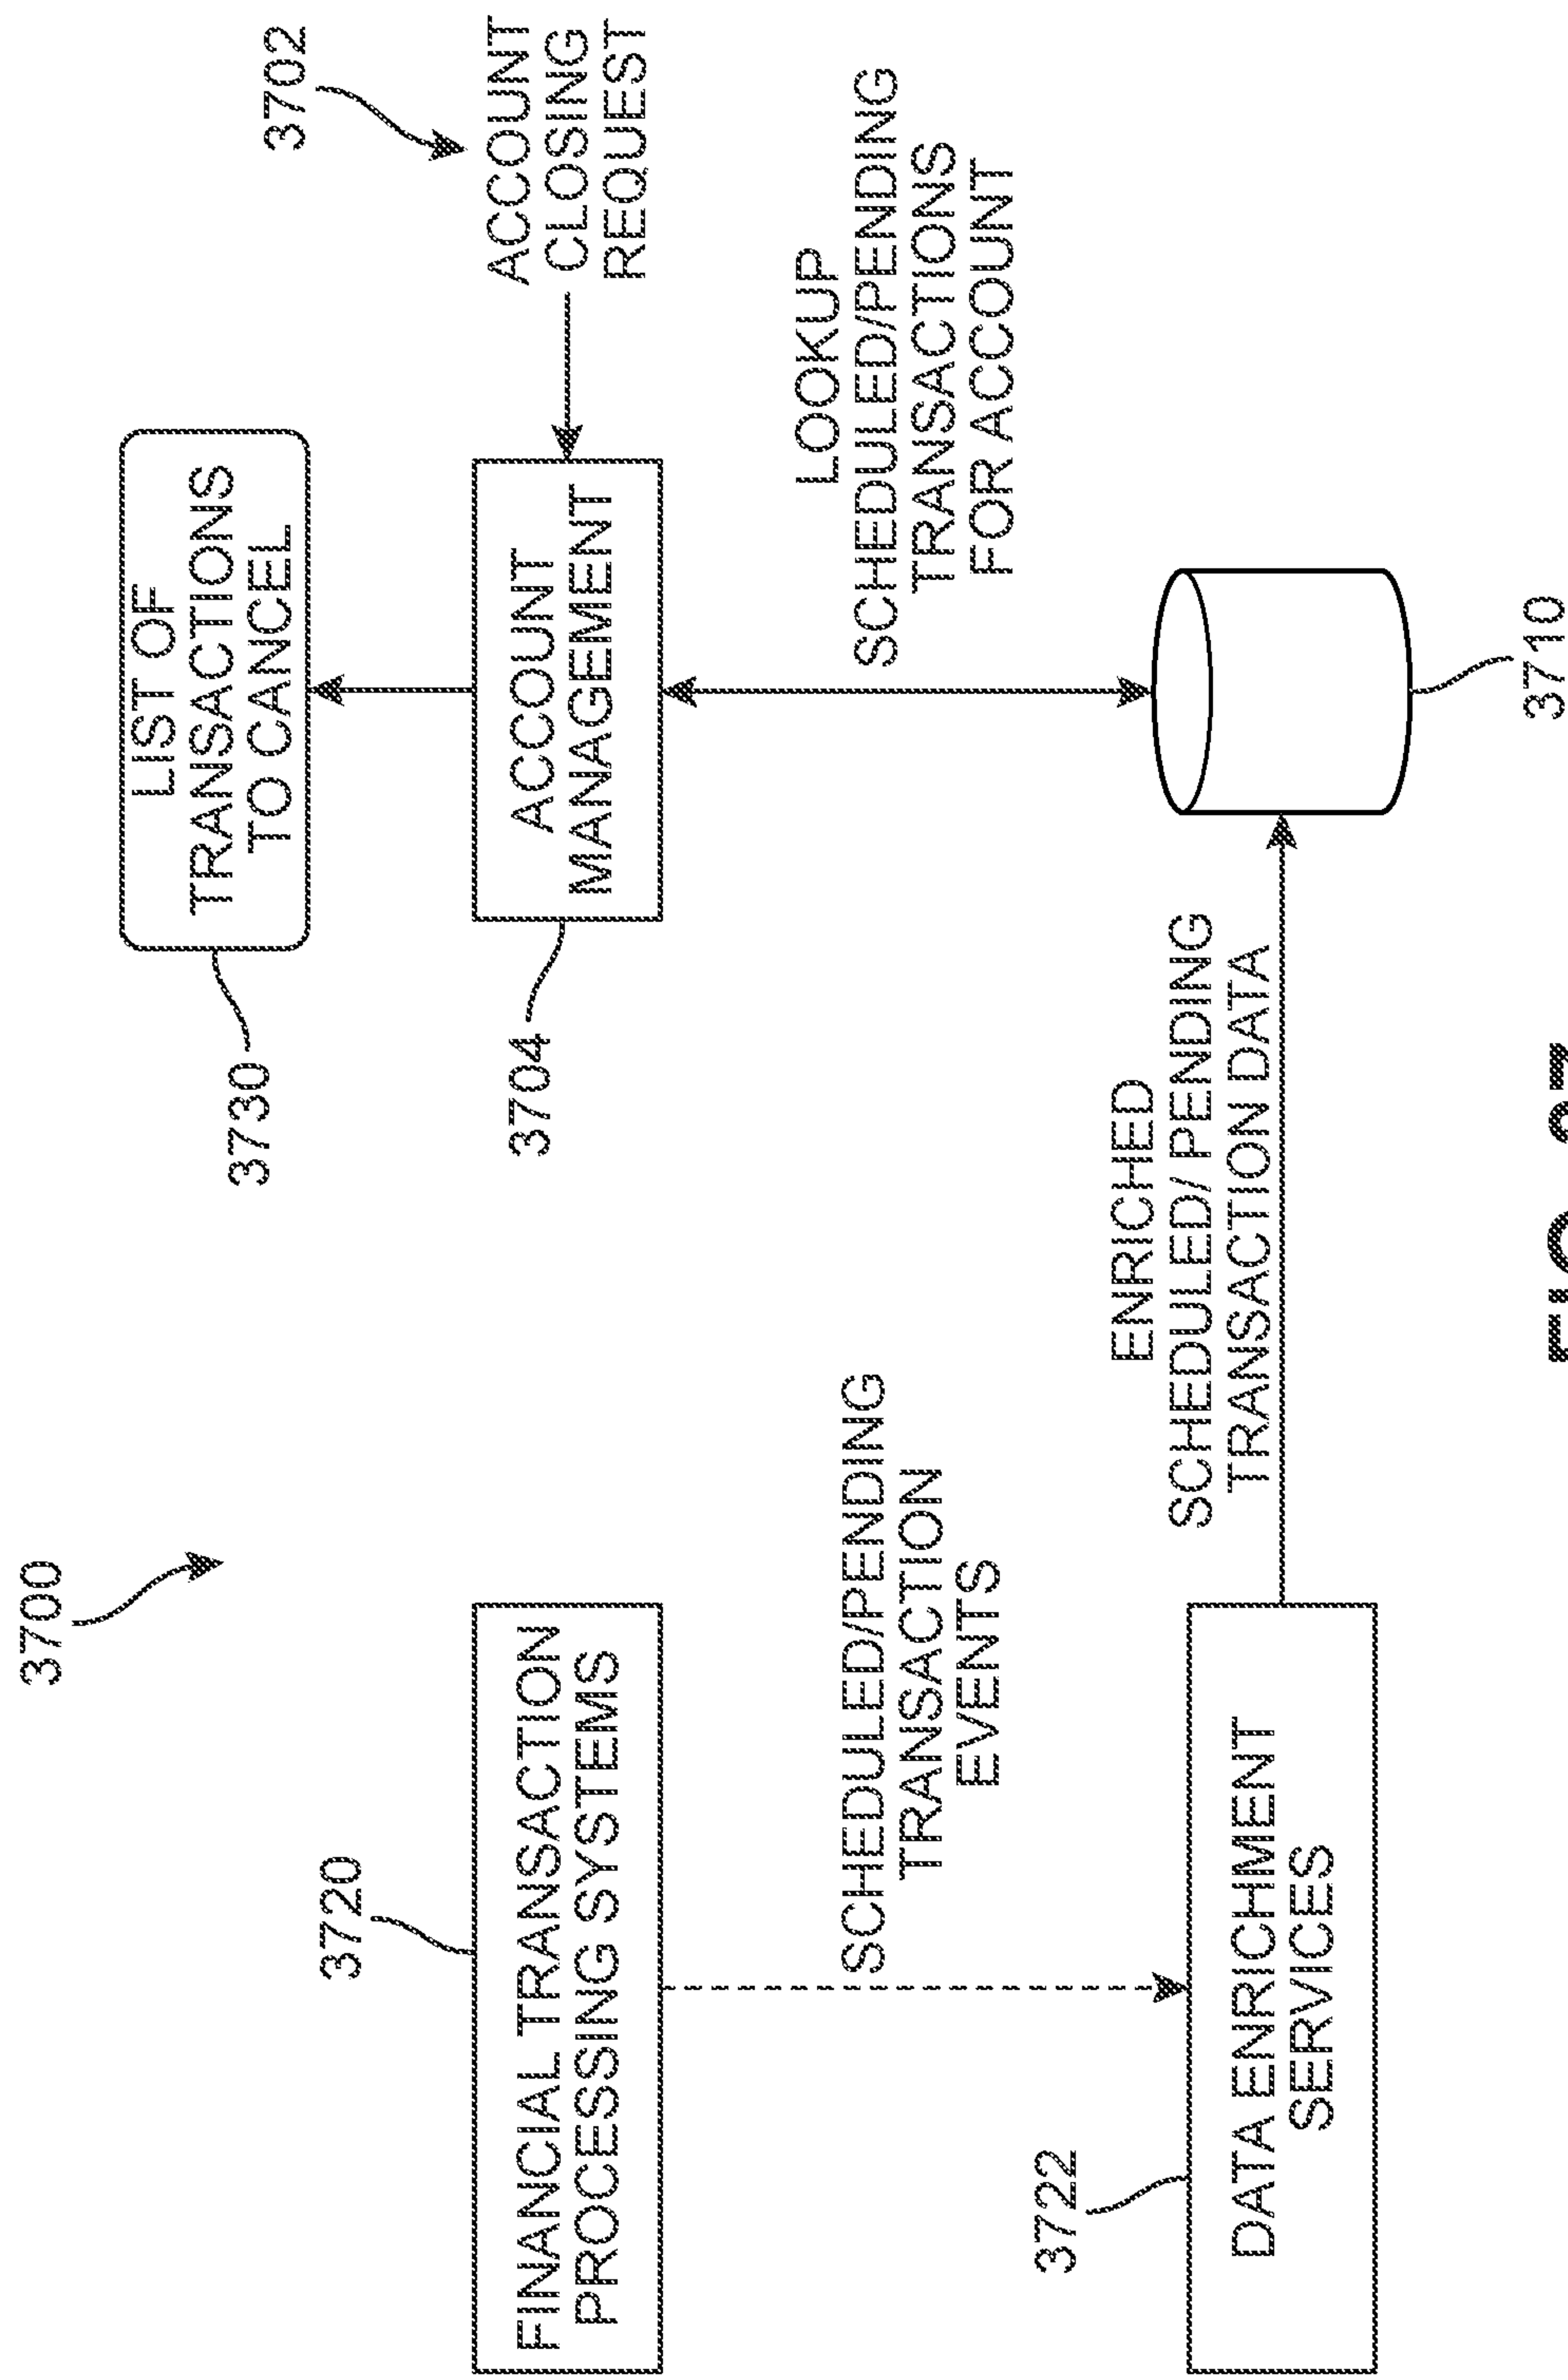 3700
3702
3730
LIST OF
TRANSACTIONS
TO CANCEL
3720
FINANCIAL TRANSACTION
PROCESSING SYSTEMS
3704
ACCOUNT
MANAGEMENT
ACCOUNT
CLOSING
REQUEST
SCHEDULED/PENDING
TRANSACTION
EVENTS
LOOKUP
SCHEDULED/PENDING
TRANSACTIONS
FOR ACCOUNT
3722
DATA ENRICHMENT
SERVICES
ENRICHED
SCHEDULED/ PENDING
TRANSACTION DATA
3710